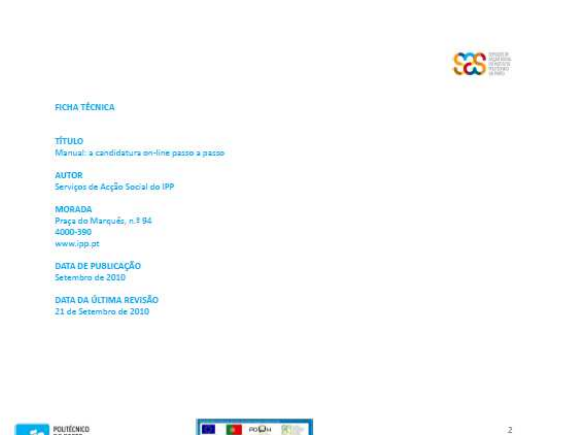 FICHA TÉCNICA
TÍTULO
Manual: a candidatura on-line passo a passo
AUTOR
Serviços de Acção Social do IPP
MORADA
Praça do Marquês, n.º 94
4000-390
www.ipp.pt
DATA DE PUBLICAÇÃO
Setembro de 2010
DATA DA ÚLTIMA REVISÃO
21 de Setembro de 2010
POLITÉCNICO
2